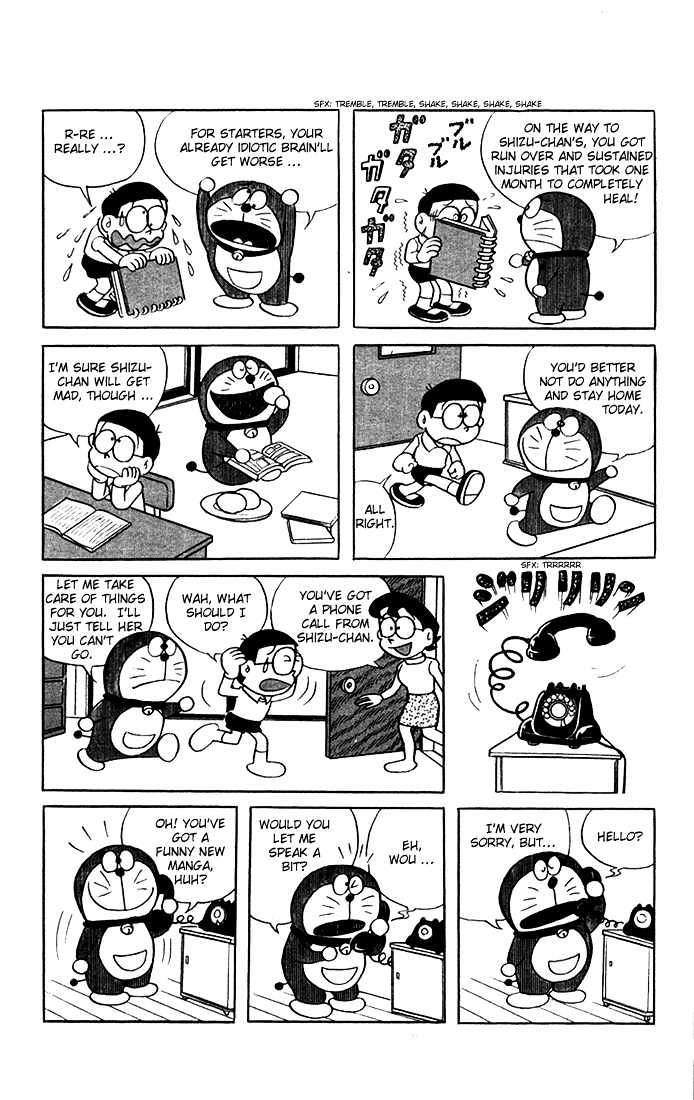 SFX: TREMBLE, TREMBLE, SHAKE, SHAKE, SHAKE, SHAKE
ON THE WAY TO
SHIZU-CHAN'S, YOU GOT
RUN OVER AND SUSTAINED
INJURIES THAT TOOK ONE
MONTH TO COMPLETELY
HEAL!
ブル
ブル
ガタ
ガタ
ガタ
FOR STARTERS, YOUR
ALREADY IDIOTIC BRAIN'LL
GET WORSE ...
R-RE ...
REALLY ...?
YOU'D BETTER
NOT DO ANYTHING
AND STAY HOME
TODAY.
ALL
RIGHT.
I'M SURE SHIZU-
CHAN WILL GET
MAD, THOUGH ...
SFX: TRRRRRR
YOU'VE GOT
A PHONE
CALL FROM
SHIZU-CHAN.
WAH, WHAT
SHOULD I
DO?
LET ME TAKE
CARE OF THINGS
FOR YOU. I'LL
JUST TELL HER
YOU CAN'T
GO.
HELLO?
I'M VERY
SORRY, BUT...
EH,
WOU ...
WOULD YOU
LET ME
SPEAK A
BIT?
OH! YOU'VE
GOT A
FUNNY NEW
MANGA,
HUH?